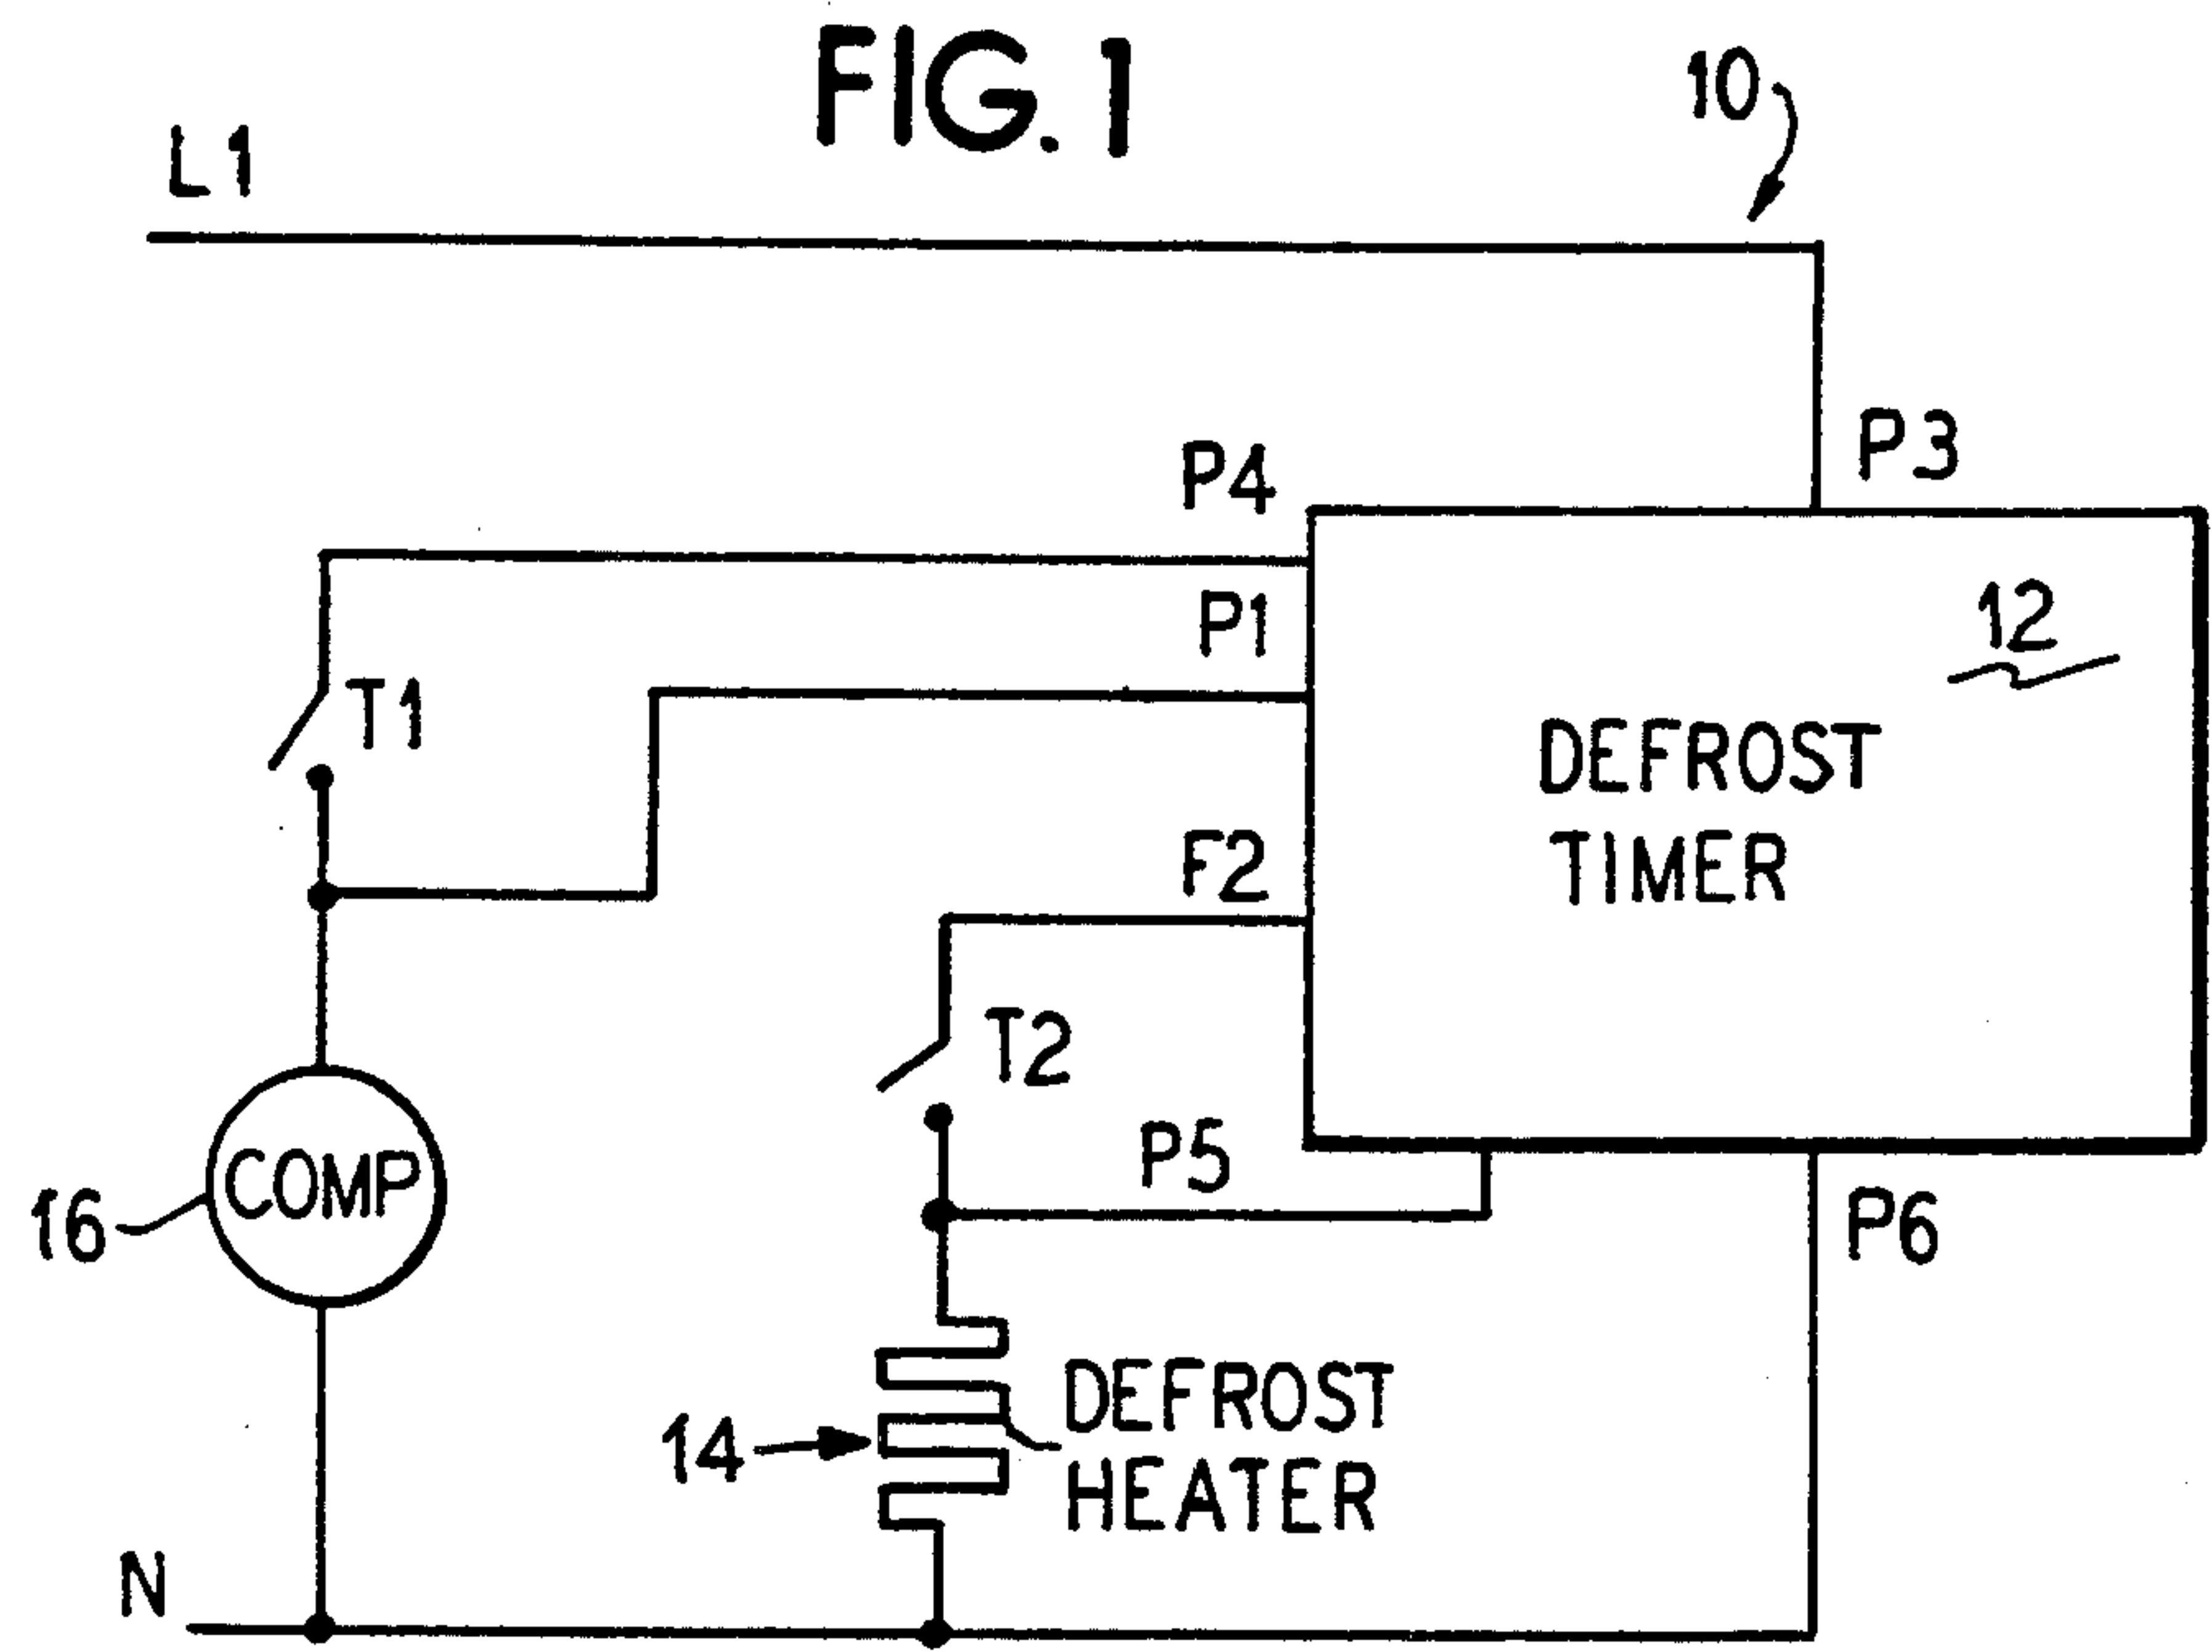 FIG. 1
10
L1
P3
P4
P1
12
T1
DEFROST
TIMER
F2
T2
P5
COMP
16
P6
DEFROST
HEATER
14
N